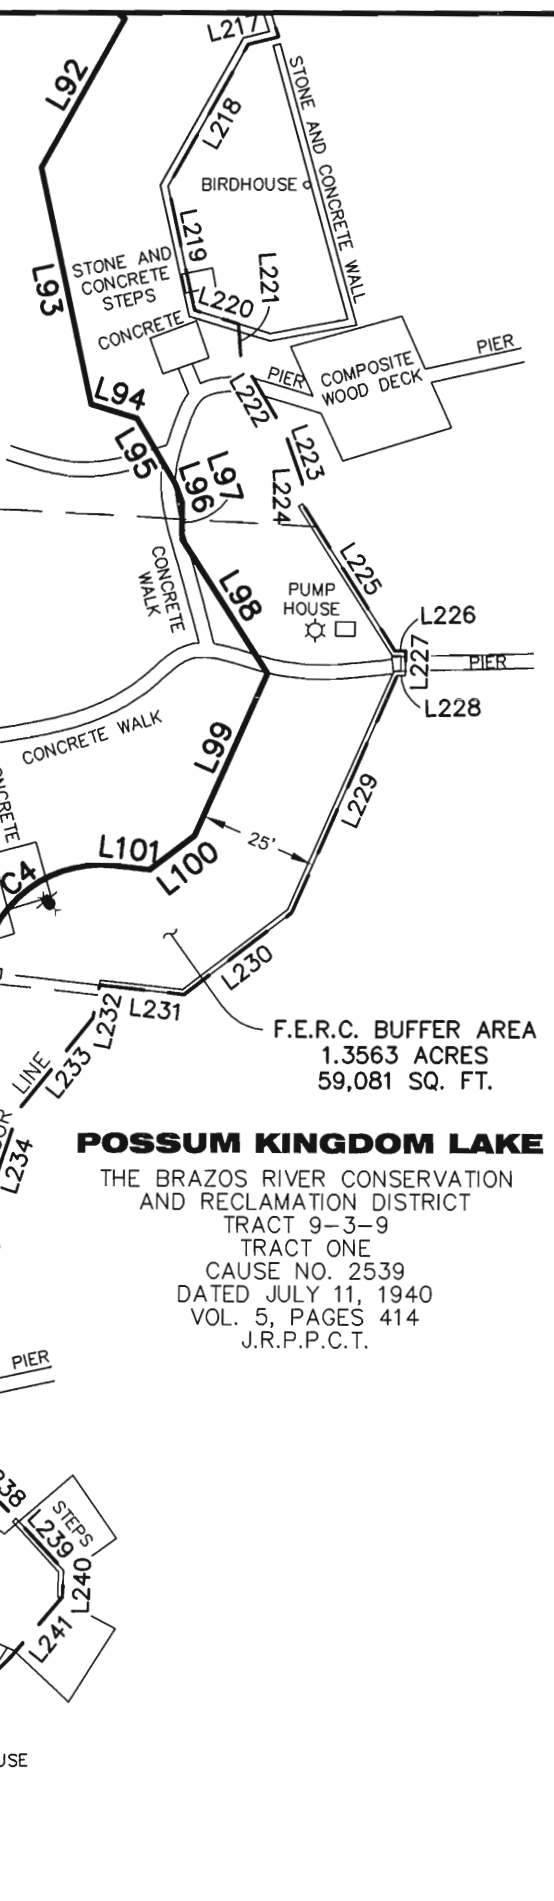 L217
L92
STONE AND CONCRETE WALL
L218
BIRDHOUSE
L219
STONE AND
CONCRETE
STEPS
L221
L93
L220
CONCRETE
PIER
PIER
COMPOSITE
WOOD DECK
L222
L94
L95
L223
L97
L96
L224
L225
CONCRETE
WALK
L98
PUMP
HOUSE
L226
L227
PIER
L228
CONCRETE WALK
L99
L229
L101
L100
25'
C4
L230
L231
L232
F.E.R.C. BUFFER AREA
1.3563 ACRES
59,081 SQ. FT.
LINE
L233
L234
POSSUM KINGDOM LAKE
THE BRAZOS RIVER CONSERVATION
AND RECLAMATION DISTRICT
TRACT 9-3-9
TRACT ONE
CAUSE NO. 2539
DATED JULY 11, 1940
VOL. 5, PAGES 414
J.R.P.P.C.T.
PIER
STEPS
L239
L240
L241